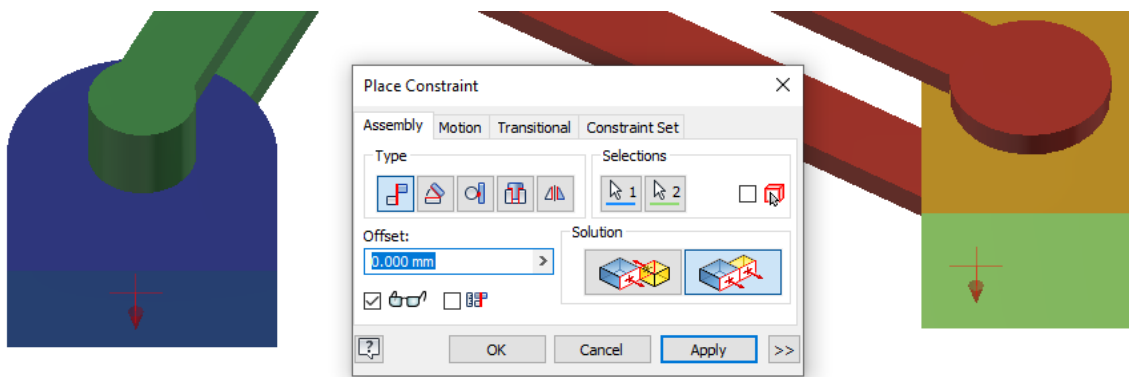 Place Constraint
Assembly Motion Transitional Constraint Set
Type Selections
1 2
Offset: Solution
0.000 mm >
? OK Cancel Apply >>